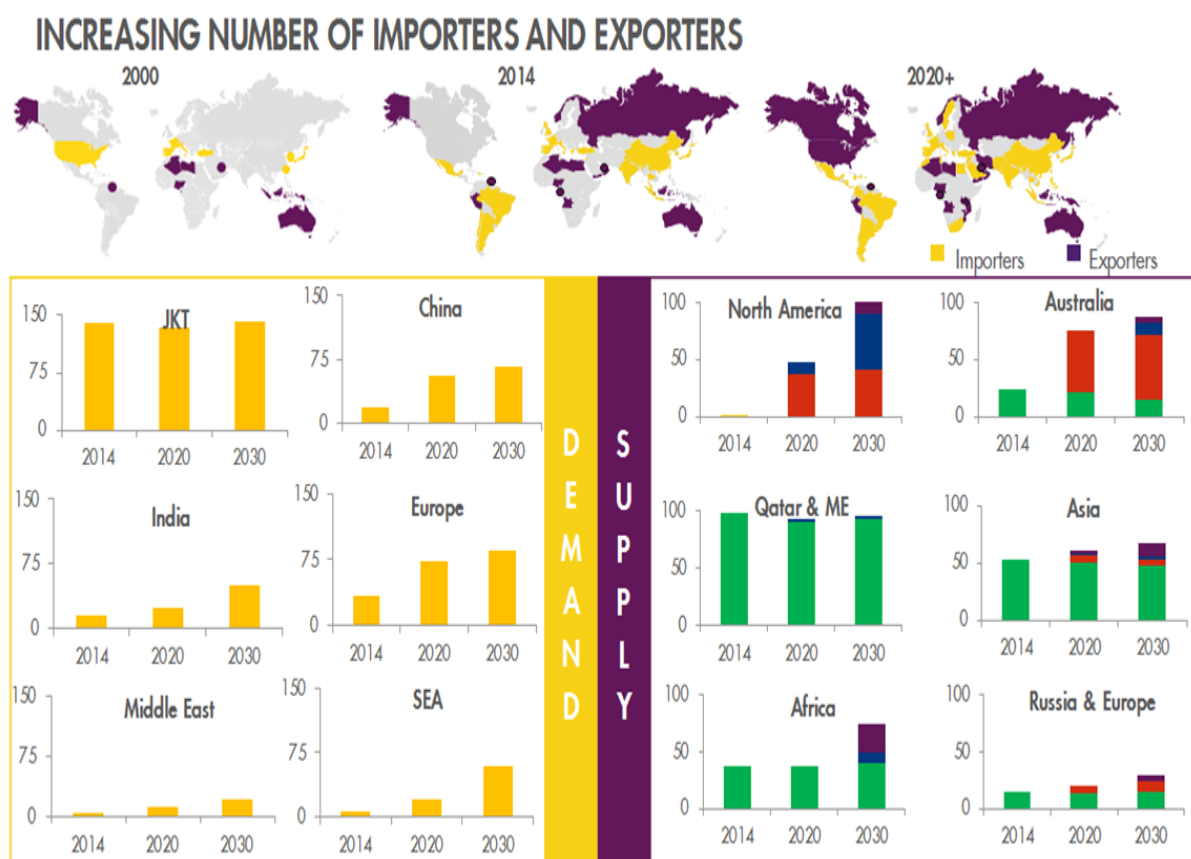 INCREASING NUMBER OF IMPORTERS AND EXPORTERS
2000
2014
2020+
Importers
Exporters
JKT
150
75
0
2014 2020 2030
China
150
75
0
2014 2020 2030
India
150
75
0
2014 2020 2030
Europe
150
75
0
2014 2020 2030
Middle East
150
75
0
2014 2020 2030
SEA
150
75
0
2014 2020 2030
DEMAND
SUPPLY
North America
100
50
0
2014 2020 2030
Australia
100
50
0
2014 2020 2030
Qatar & ME
100
50
0
2014 2020 2030
Asia
100
50
0
2014 2020 2030
Africa
100
50
0
2014 2020 2030
Russia & Europe
100
50
0
2014 2020 2030